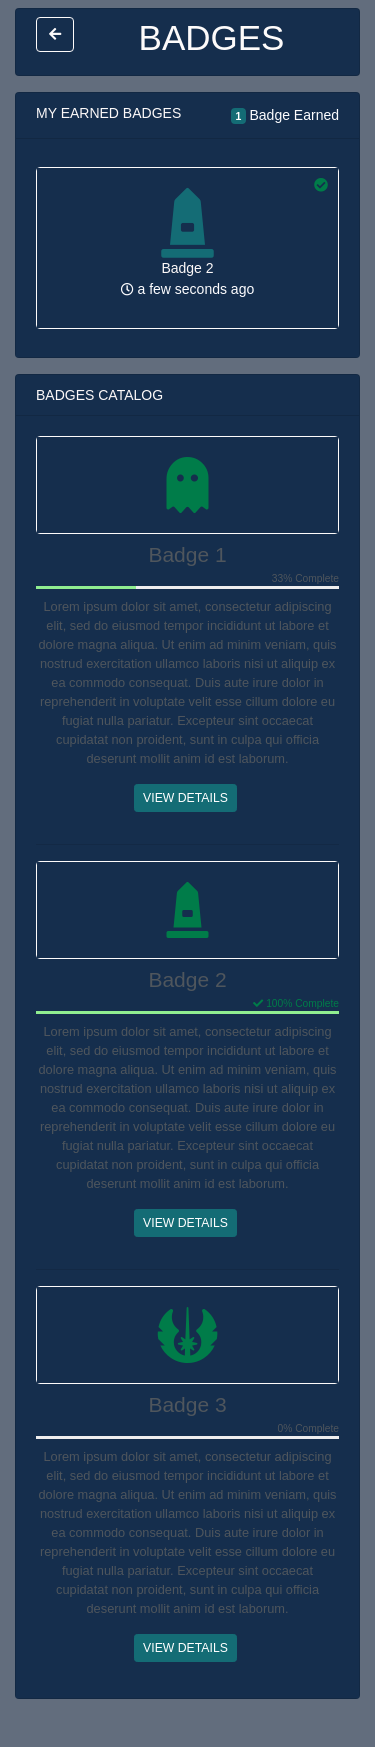 BADGES
MY EARNED BADGES
1 Badge Earned
Badge 2
a few seconds ago
BADGES CATALOG
Badge 1
33% Complete
Lorem ipsum dolor sit amet, consectetur adipiscing
elit, sed do eiusmod tempor incididunt ut labore et
dolore magna aliqua. Ut enim ad minim veniam, quis
nostrud exercitation ullamco laboris nisi ut aliquip ex
ea commodo consequat. Duis aute irure dolor in
reprehenderit in voluptate velit esse cillum dolore eu
fugiat nulla pariatur. Excepteur sint occaecat
cupidatat non proident, sunt in culpa qui officia
deserunt mollit anim id est laborum.
VIEW DETAILS
Badge 2
100% Complete
Lorem ipsum dolor sit amet, consectetur adipiscing
elit, sed do eiusmod tempor incididunt ut labore et
dolore magna aliqua. Ut enim ad minim veniam, quis
nostrud exercitation ullamco laboris nisi ut aliquip ex
ea commodo consequat. Duis aute irure dolor in
reprehenderit in voluptate velit esse cillum dolore eu
fugiat nulla pariatur. Excepteur sint occaecat
cupidatat non proident, sunt in culpa qui officia
deserunt mollit anim id est laborum.
VIEW DETAILS
Badge 3
0% Complete
Lorem ipsum dolor sit amet, consectetur adipiscing
elit, sed do eiusmod tempor incididunt ut labore et
dolore magna aliqua. Ut enim ad minim veniam, quis
nostrud exercitation ullamco laboris nisi ut aliquip ex
ea commodo consequat. Duis aute irure dolor in
reprehenderit in voluptate velit esse cillum dolore eu
fugiat nulla pariatur. Excepteur sint occaecat
cupidatat non proident, sunt in culpa qui officia
deserunt mollit anim id est laborum.
VIEW DETAILS